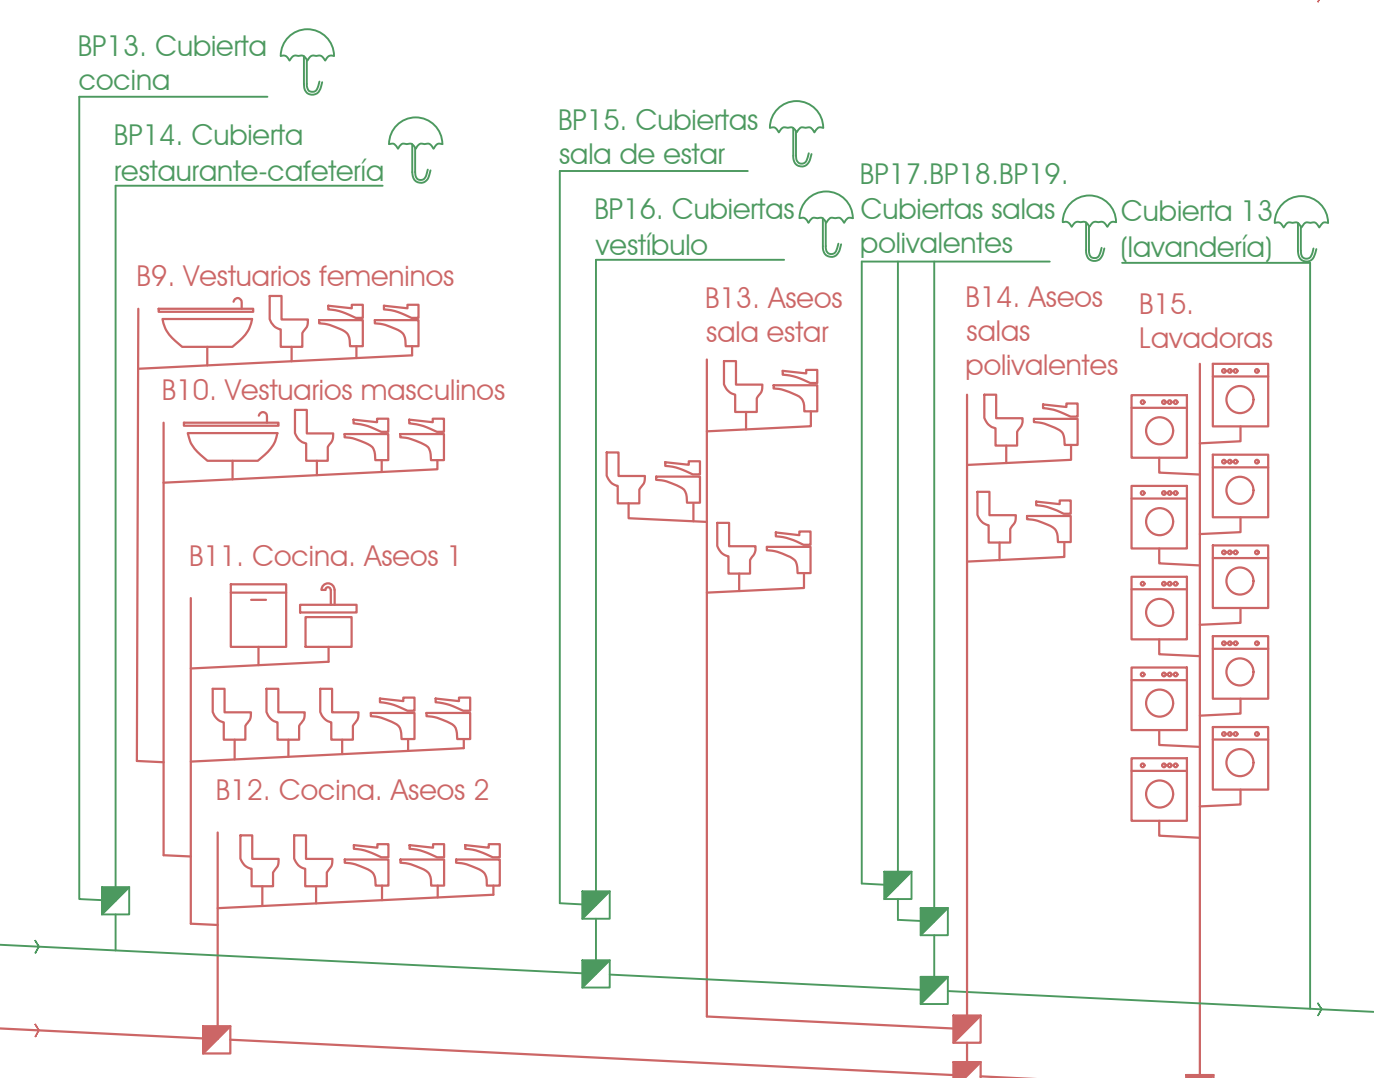 BP13. Cubierta
cocina
BP14. Cubierta
restaurante-cafetería
BP15. Cubiertas
sala de estar
BP16. Cubiertas
vestíbulo
BP17.BP18.BP19.
Cubiertas salas
polivalentes
Cubierta 13
(lavandería)
B9. Vestuarios femeninos
B10. Vestuarios masculinos
B11. Cocina. Aseos 1
B12. Cocina. Aseos 2
B13. Aseos
sala estar
B14. Aseos
salas
polivalentes
B15.
Lavadoras